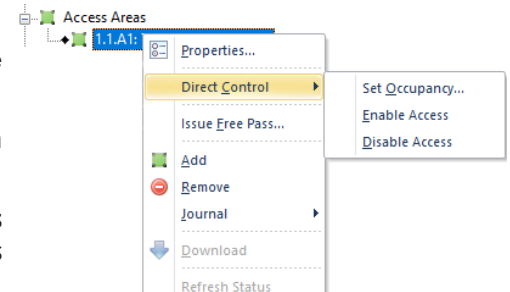 Access Areas
1.1.A1:
Properties...
Direct Control
Set Occupancy...
Enable Access
Disable Access
Issue Free Pass...
Add
Remove
Journal
Download
Refresh Status